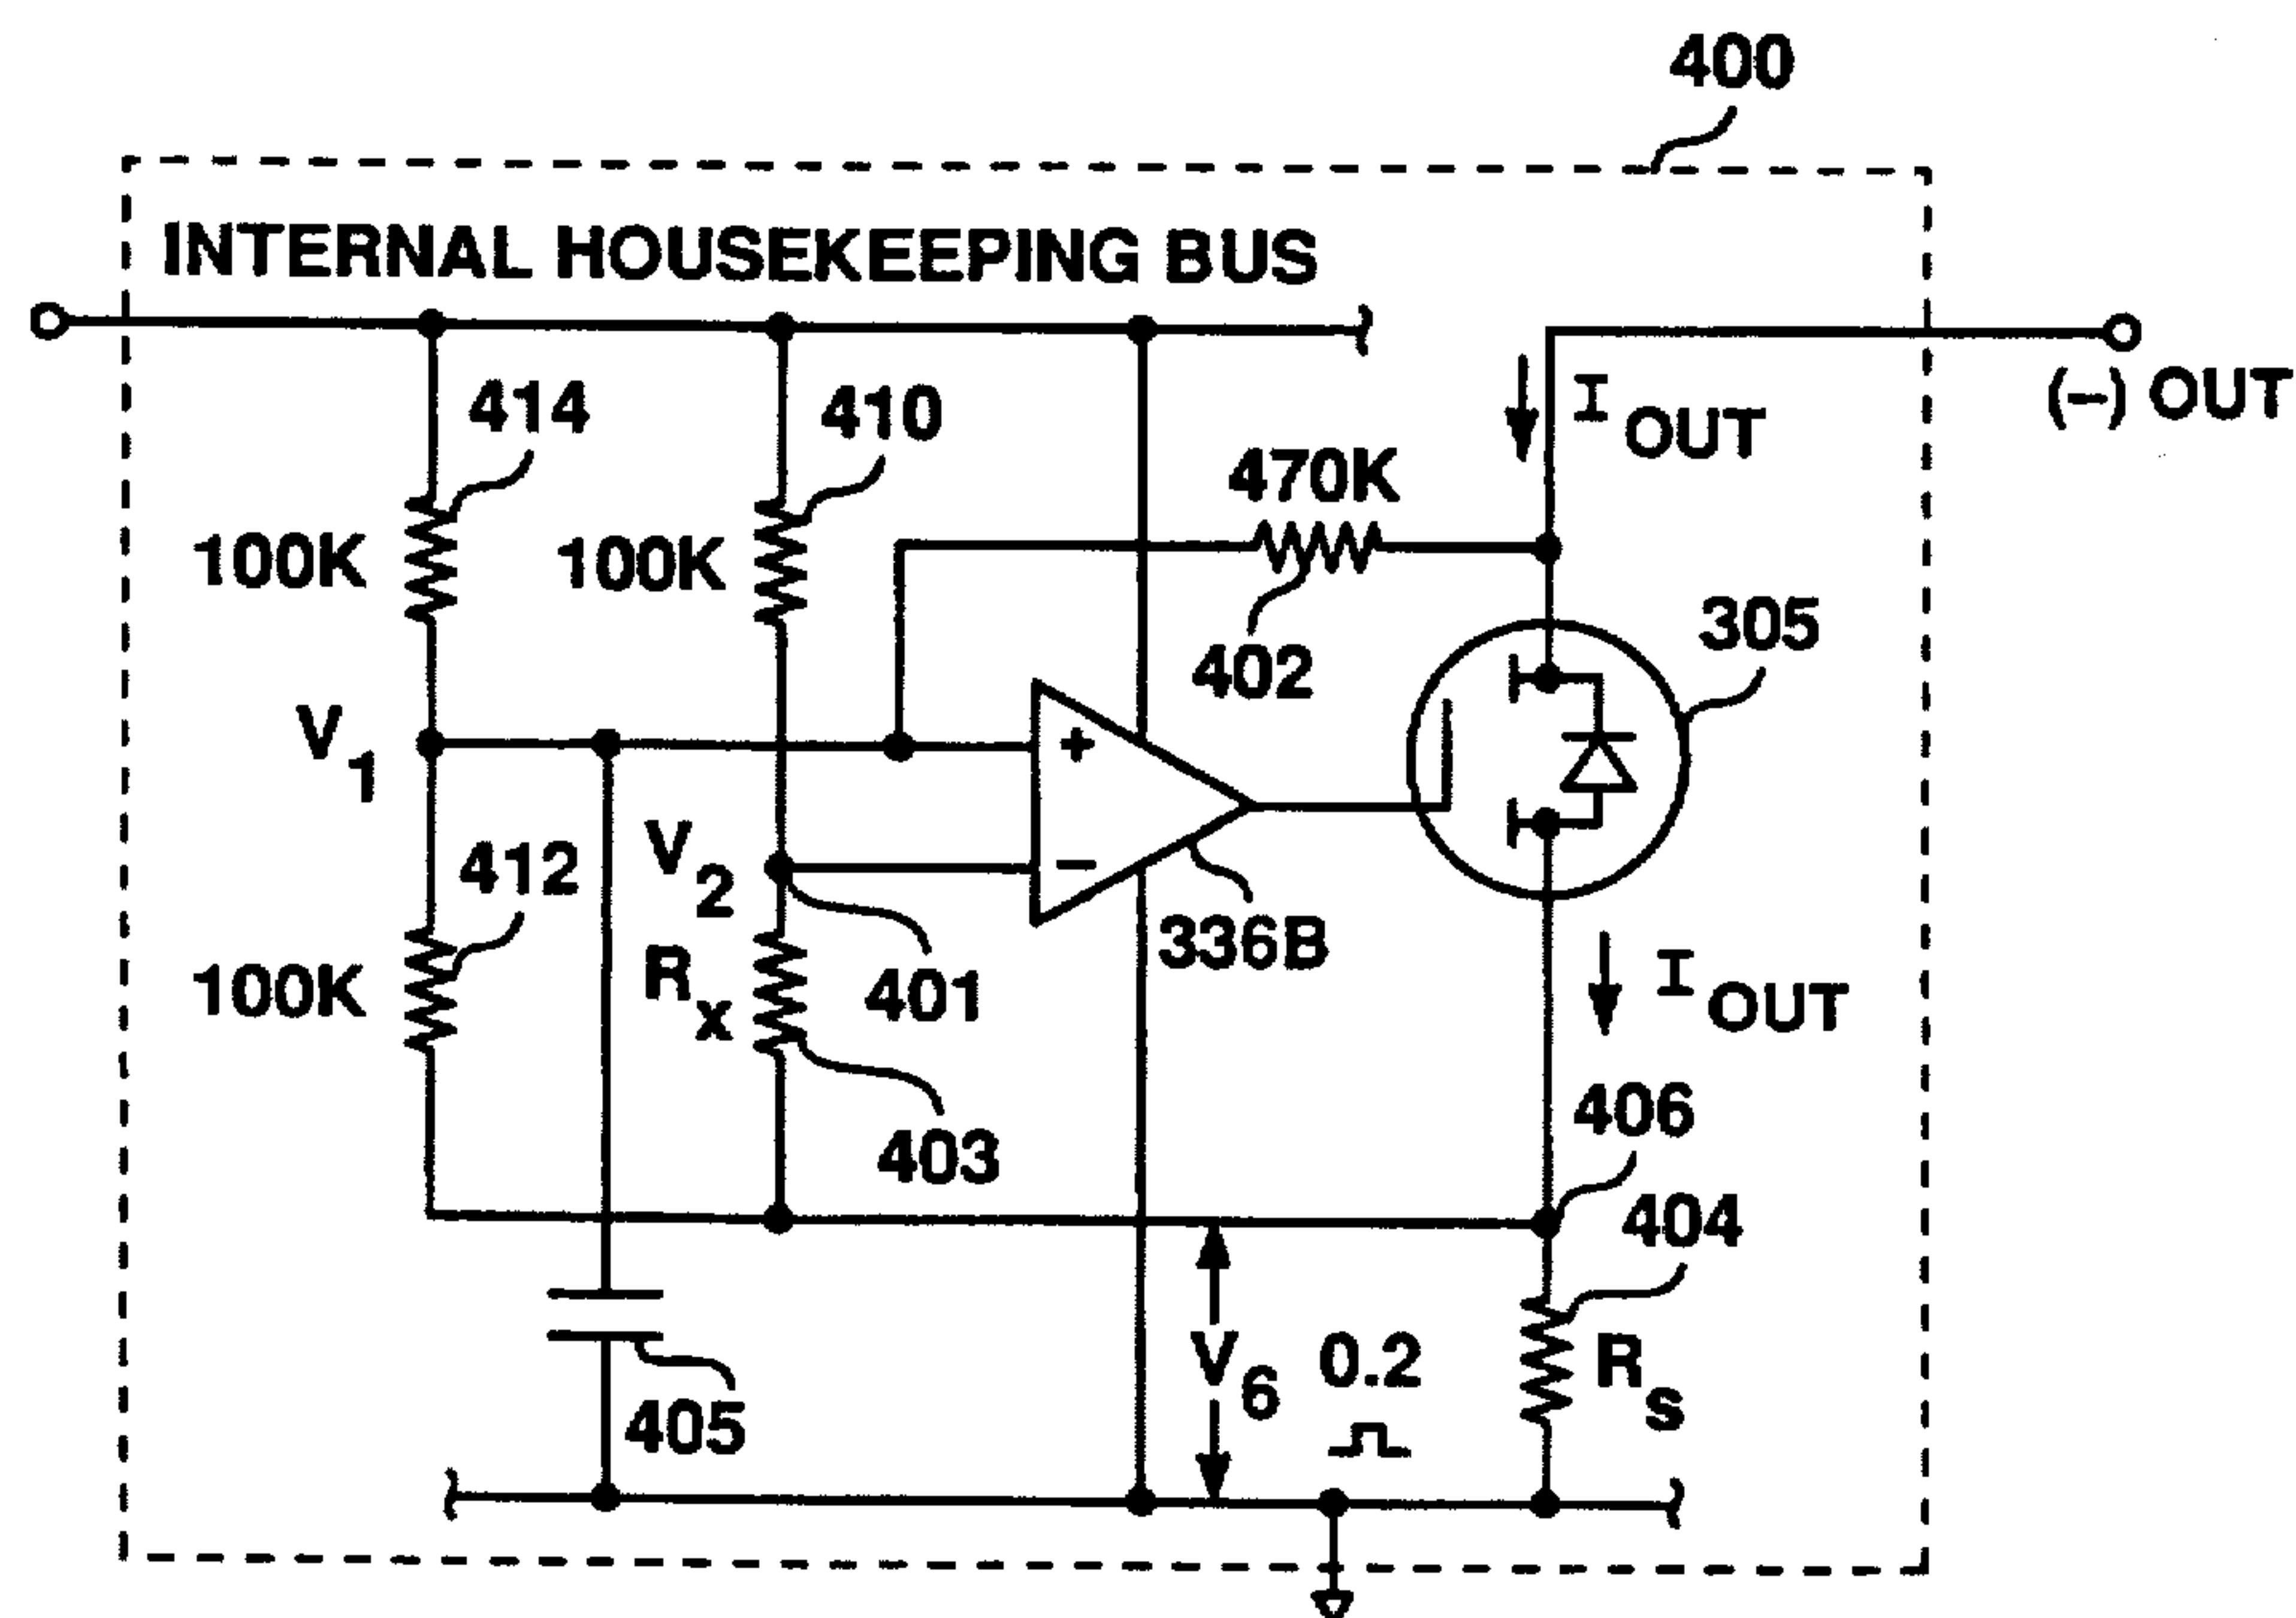 400
INTERNAL HOUSEKEEPING BUS
414
410
I OUT
(–) OUT
470K
100K
100K
402
305
V1
+
412
V2
–
336B
100K
Rx
401
I OUT
403
406
404
V6
0.2
Rs
405